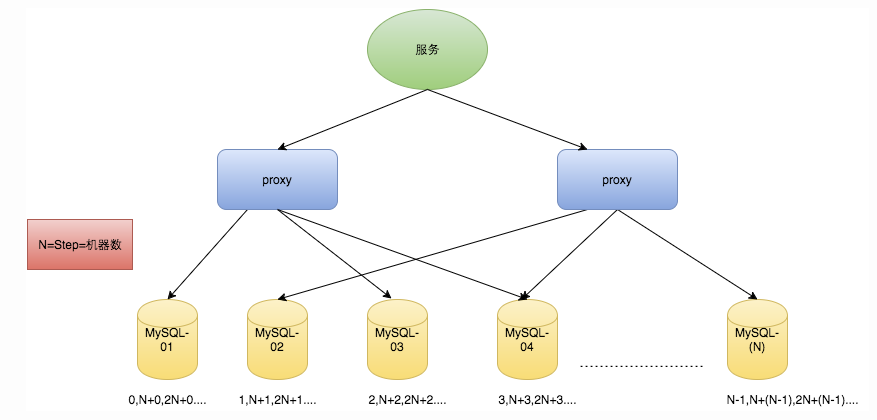 服务
proxy
proxy
N=Step=机器数
MySQL-
01
MySQL-
02
MySQL-
03
MySQL-
04
MySQL-
(N)
0,N+0,2N+0....
1,N+1,2N+1....
2,N+2,2N+2....
3,N+3,2N+3....
N-1,N+(N-1),2N+(N-1)....